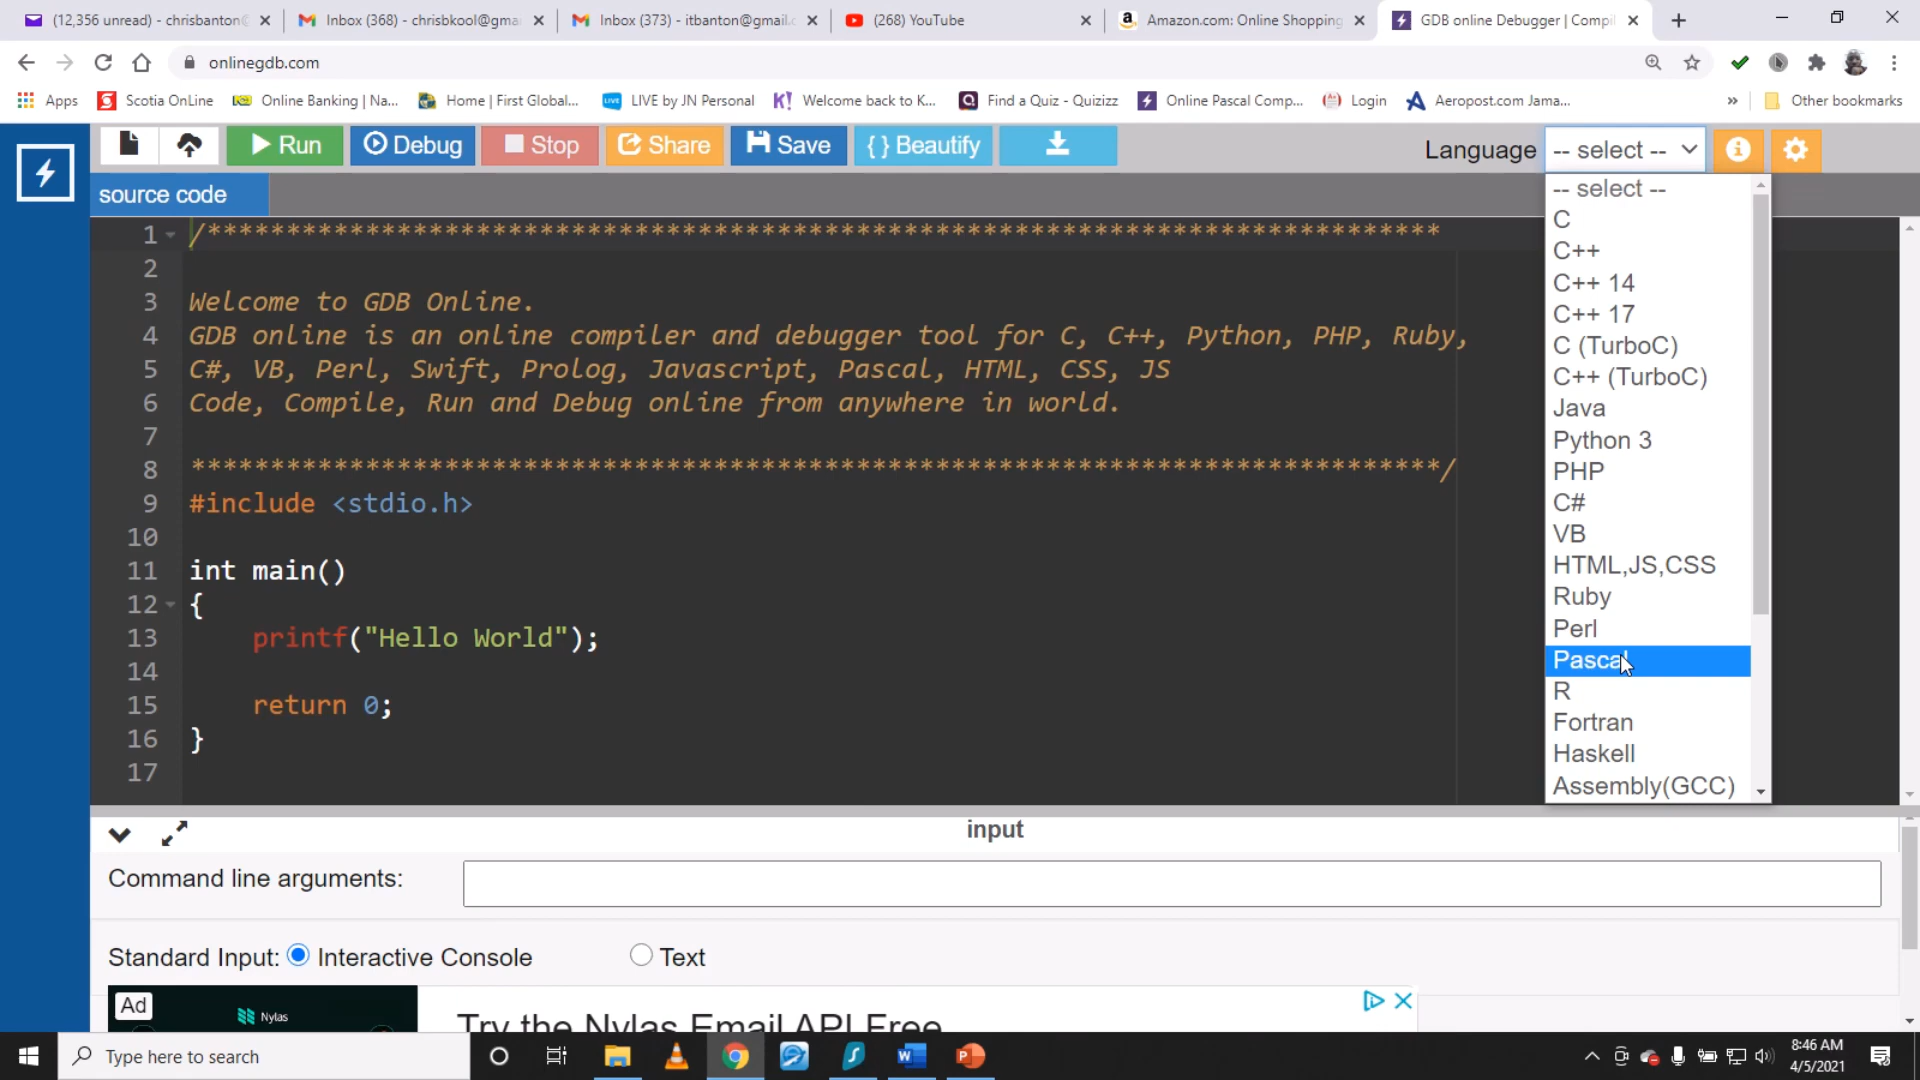 (12,356 unread) - chrisbanton@
Inbox (368) - chrisbkool@gma
Inbox (373) - itbanton@gmail.c
(268) YouTube
Amazon.com: Online Shopping
GDB online Debugger | Compil
onlinegdb.com
Apps
Scotia OnLine
Online Banking | Na...
Home | First Global...
LIVE by JN Personal
Welcome back to K...
Find a Quiz - Quizizz
Online Pascal Comp...
Login
Aeropost.com Jama...
»
Other bookmarks
Run
Debug
Stop
Share
Save
{ } Beautify
Language
-- select --
source code
-- select --
C
C++
C++ 14
C++ 17
C (TurboC)
C++ (TurboC)
Java
Python 3
PHP
C#
VB
HTML,JS,CSS
Ruby
Perl
Pascal
R
Fortran
Haskell
Assembly(GCC)
1 /******************************************************************************
2
3 Welcome to GDB Online.
4 GDB online is an online compiler and debugger tool for C, C++, Python, PHP, Ruby,
5 C#, VB, Perl, Swift, Prolog, Javascript, Pascal, HTML, CSS, JS
6 Code, Compile, Run and Debug online from anywhere in world.
7
8 *******************************************************************************/
9 #include <stdio.h>
10
11 int main()
12 {
13 printf("Hello World");
14
15 return 0;
16 }
17
input
Command line arguments:
Standard Input: Interactive Console Text
Ad
Nylas
Try the Nylas Email API Free
Type here to search
8:46 AM
4/5/2021